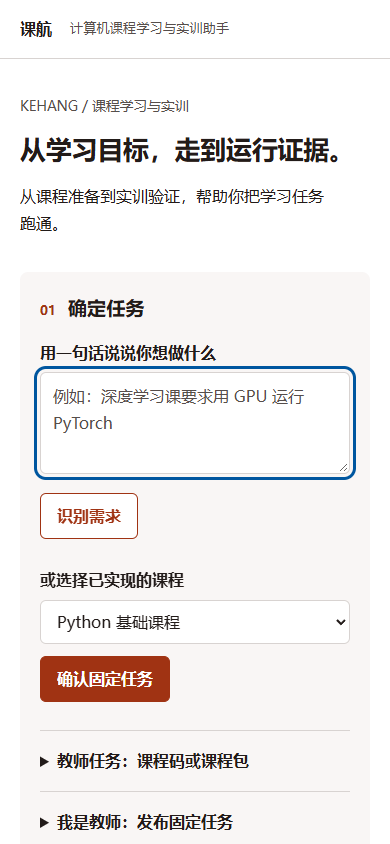 课航 计算机课程学习与实训助手
KEHANG / 课程学习与实训
从学习目标，走到运行证据。
从课程准备到实训验证，帮助你把学习任务
跑通。
01 确定任务
用一句话说说你想做什么
例如：深度学习课要求用 GPU 运行
PyTorch
识别需求
或选择已实现的课程
Python 基础课程
确认固定任务
教师任务：课程码或课程包
我是教师：发布固定任务